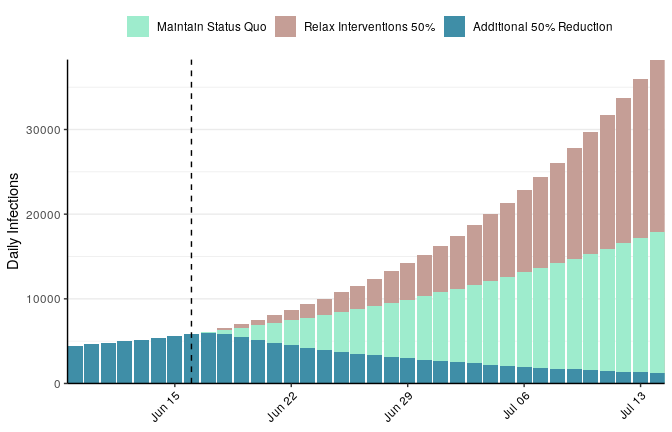 Maintain Status Quo Relax Interventions 50% Additional 50% Reduction
Daily Infections
30000
20000
10000
0
Jun 15 Jun 22 Jun 29 Jul 06 Jul 13